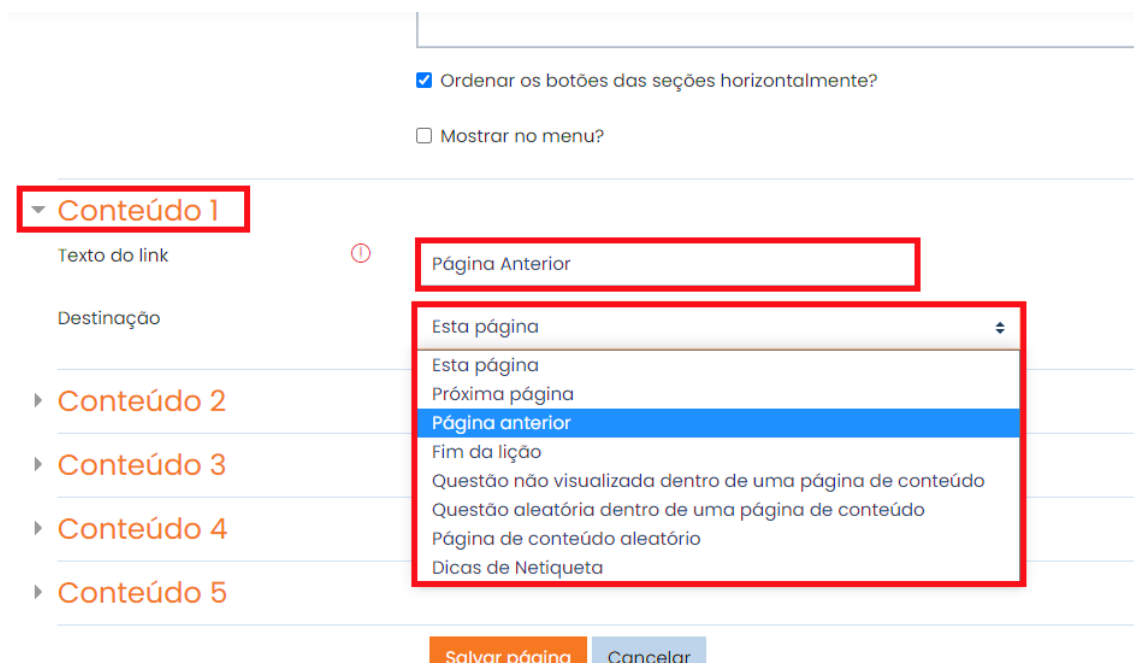 Ordenar os botões das seções horizontalmente?
Mostrar no menu?
Conteúdo 1
Texto do link
Página Anterior
Destinação
Esta página
Esta página
Próxima página
Página anterior
Fim da lição
Questão não visualizada dentro de uma página de conteúdo
Questão aleatória dentro de uma página de conteúdo
Página de conteúdo aleatório
Dicas de Netiqueta
Conteúdo 2
Conteúdo 3
Conteúdo 4
Conteúdo 5
Salvar página
Cancelar